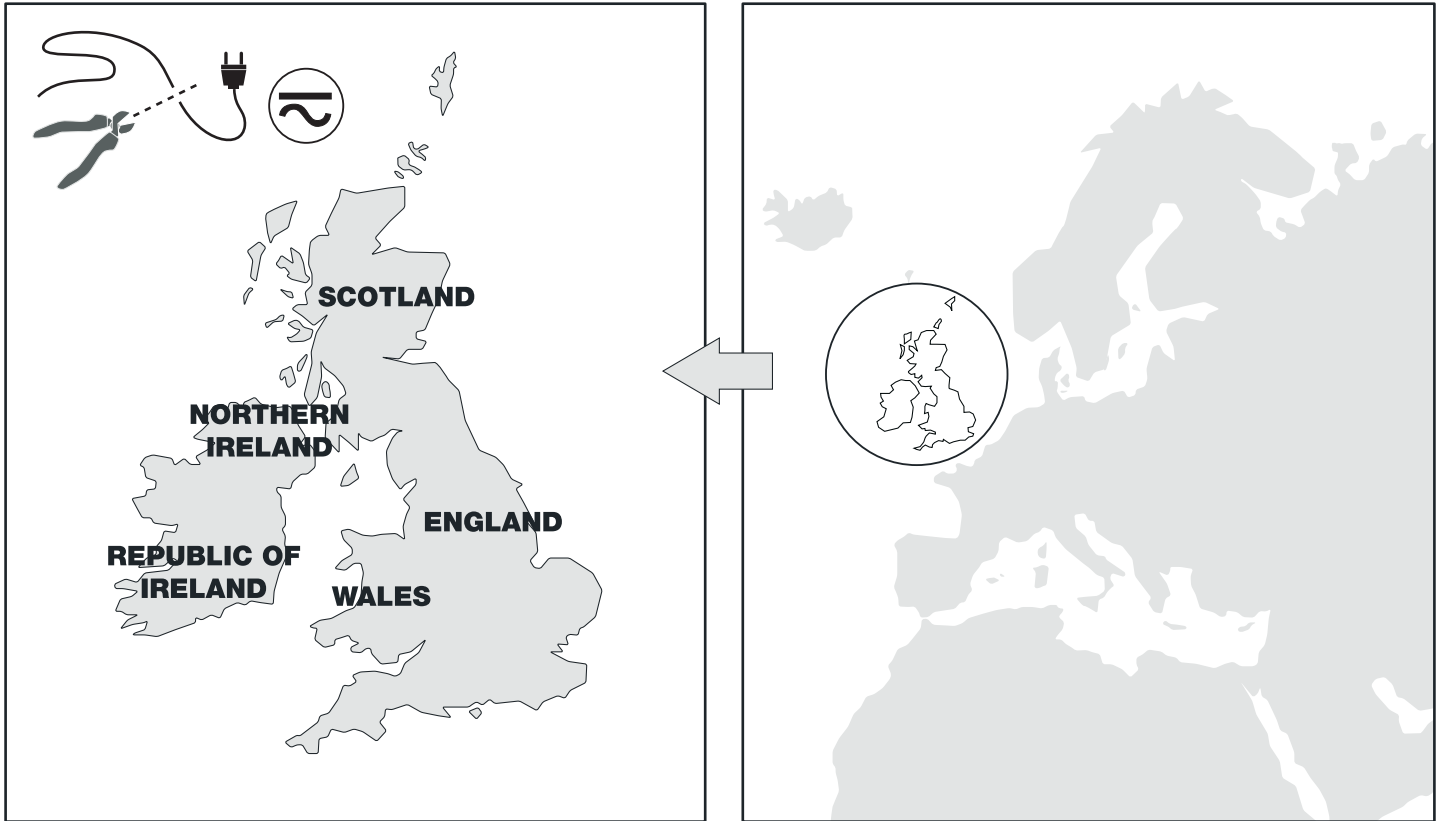 SCOTLAND
NORTHERN
IRELAND
ENGLAND
REPUBLIC OF
IRELAND
WALES